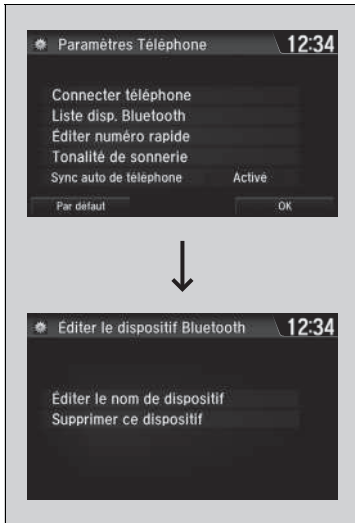 Paramètres Téléphone 12:34
Connecter téléphone
Liste disp. Bluetooth
Éditer numéro rapide
Tonalité de sonnerie
Sync auto de téléphone Activé
Par défaut OK
Éditer le dispositif Bluetooth 12:34
Éditer le nom de dispositif
Supprimer ce dispositif